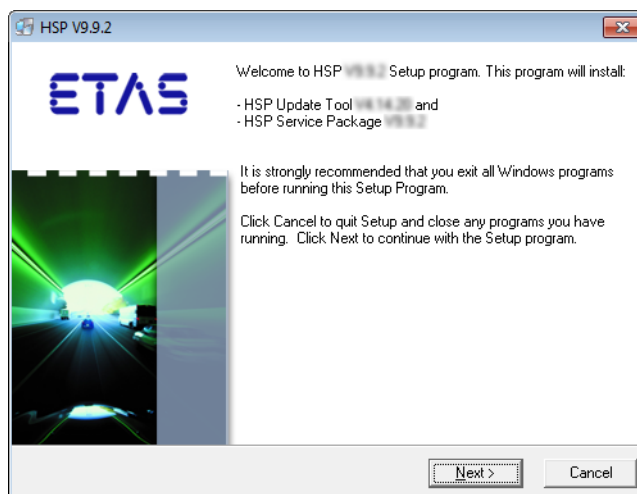 HSP V9.9.2
ETAS
Welcome to HSP Setup program. This program will install:
- HSP Update Tool and
- HSP Service Package
It is strongly recommended that you exit all Windows programs
before running this Setup Program.
Click Cancel to quit Setup and close any programs you have
running. Click Next to continue with the Setup program.
Next >
Cancel